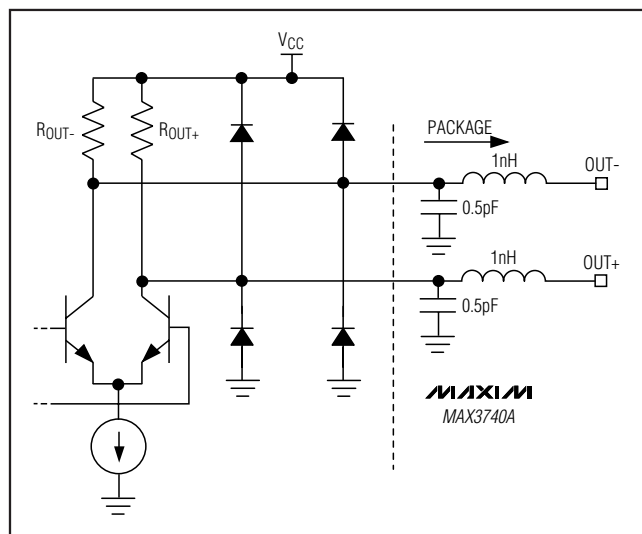 VCC
ROUT-
ROUT+
PACKAGE
1nH
OUT-
0.5pF
1nH
OUT+
0.5pF
MAXIM
MAX3740A